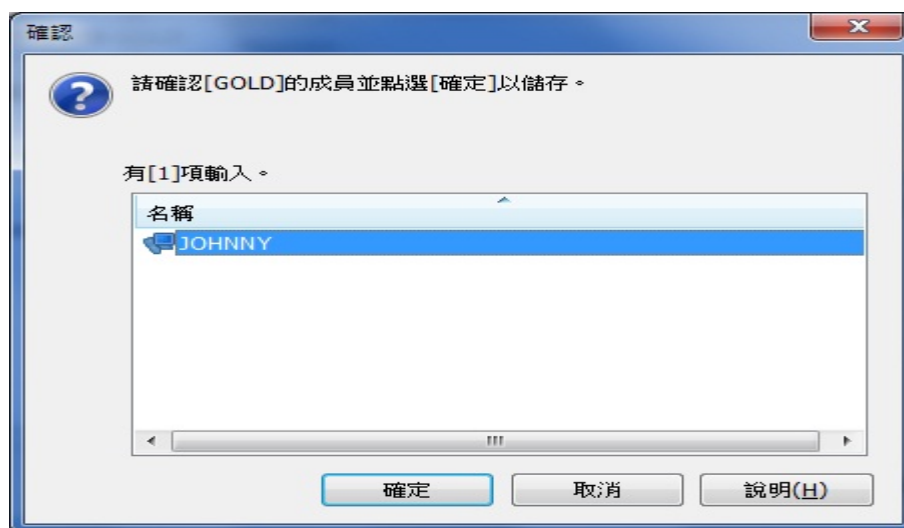 確認
請確認[GOLD]的成員並點選[確定]以儲存。
有[1]項輸入。
名稱
JOHNNY
確定
取消
說明(H)